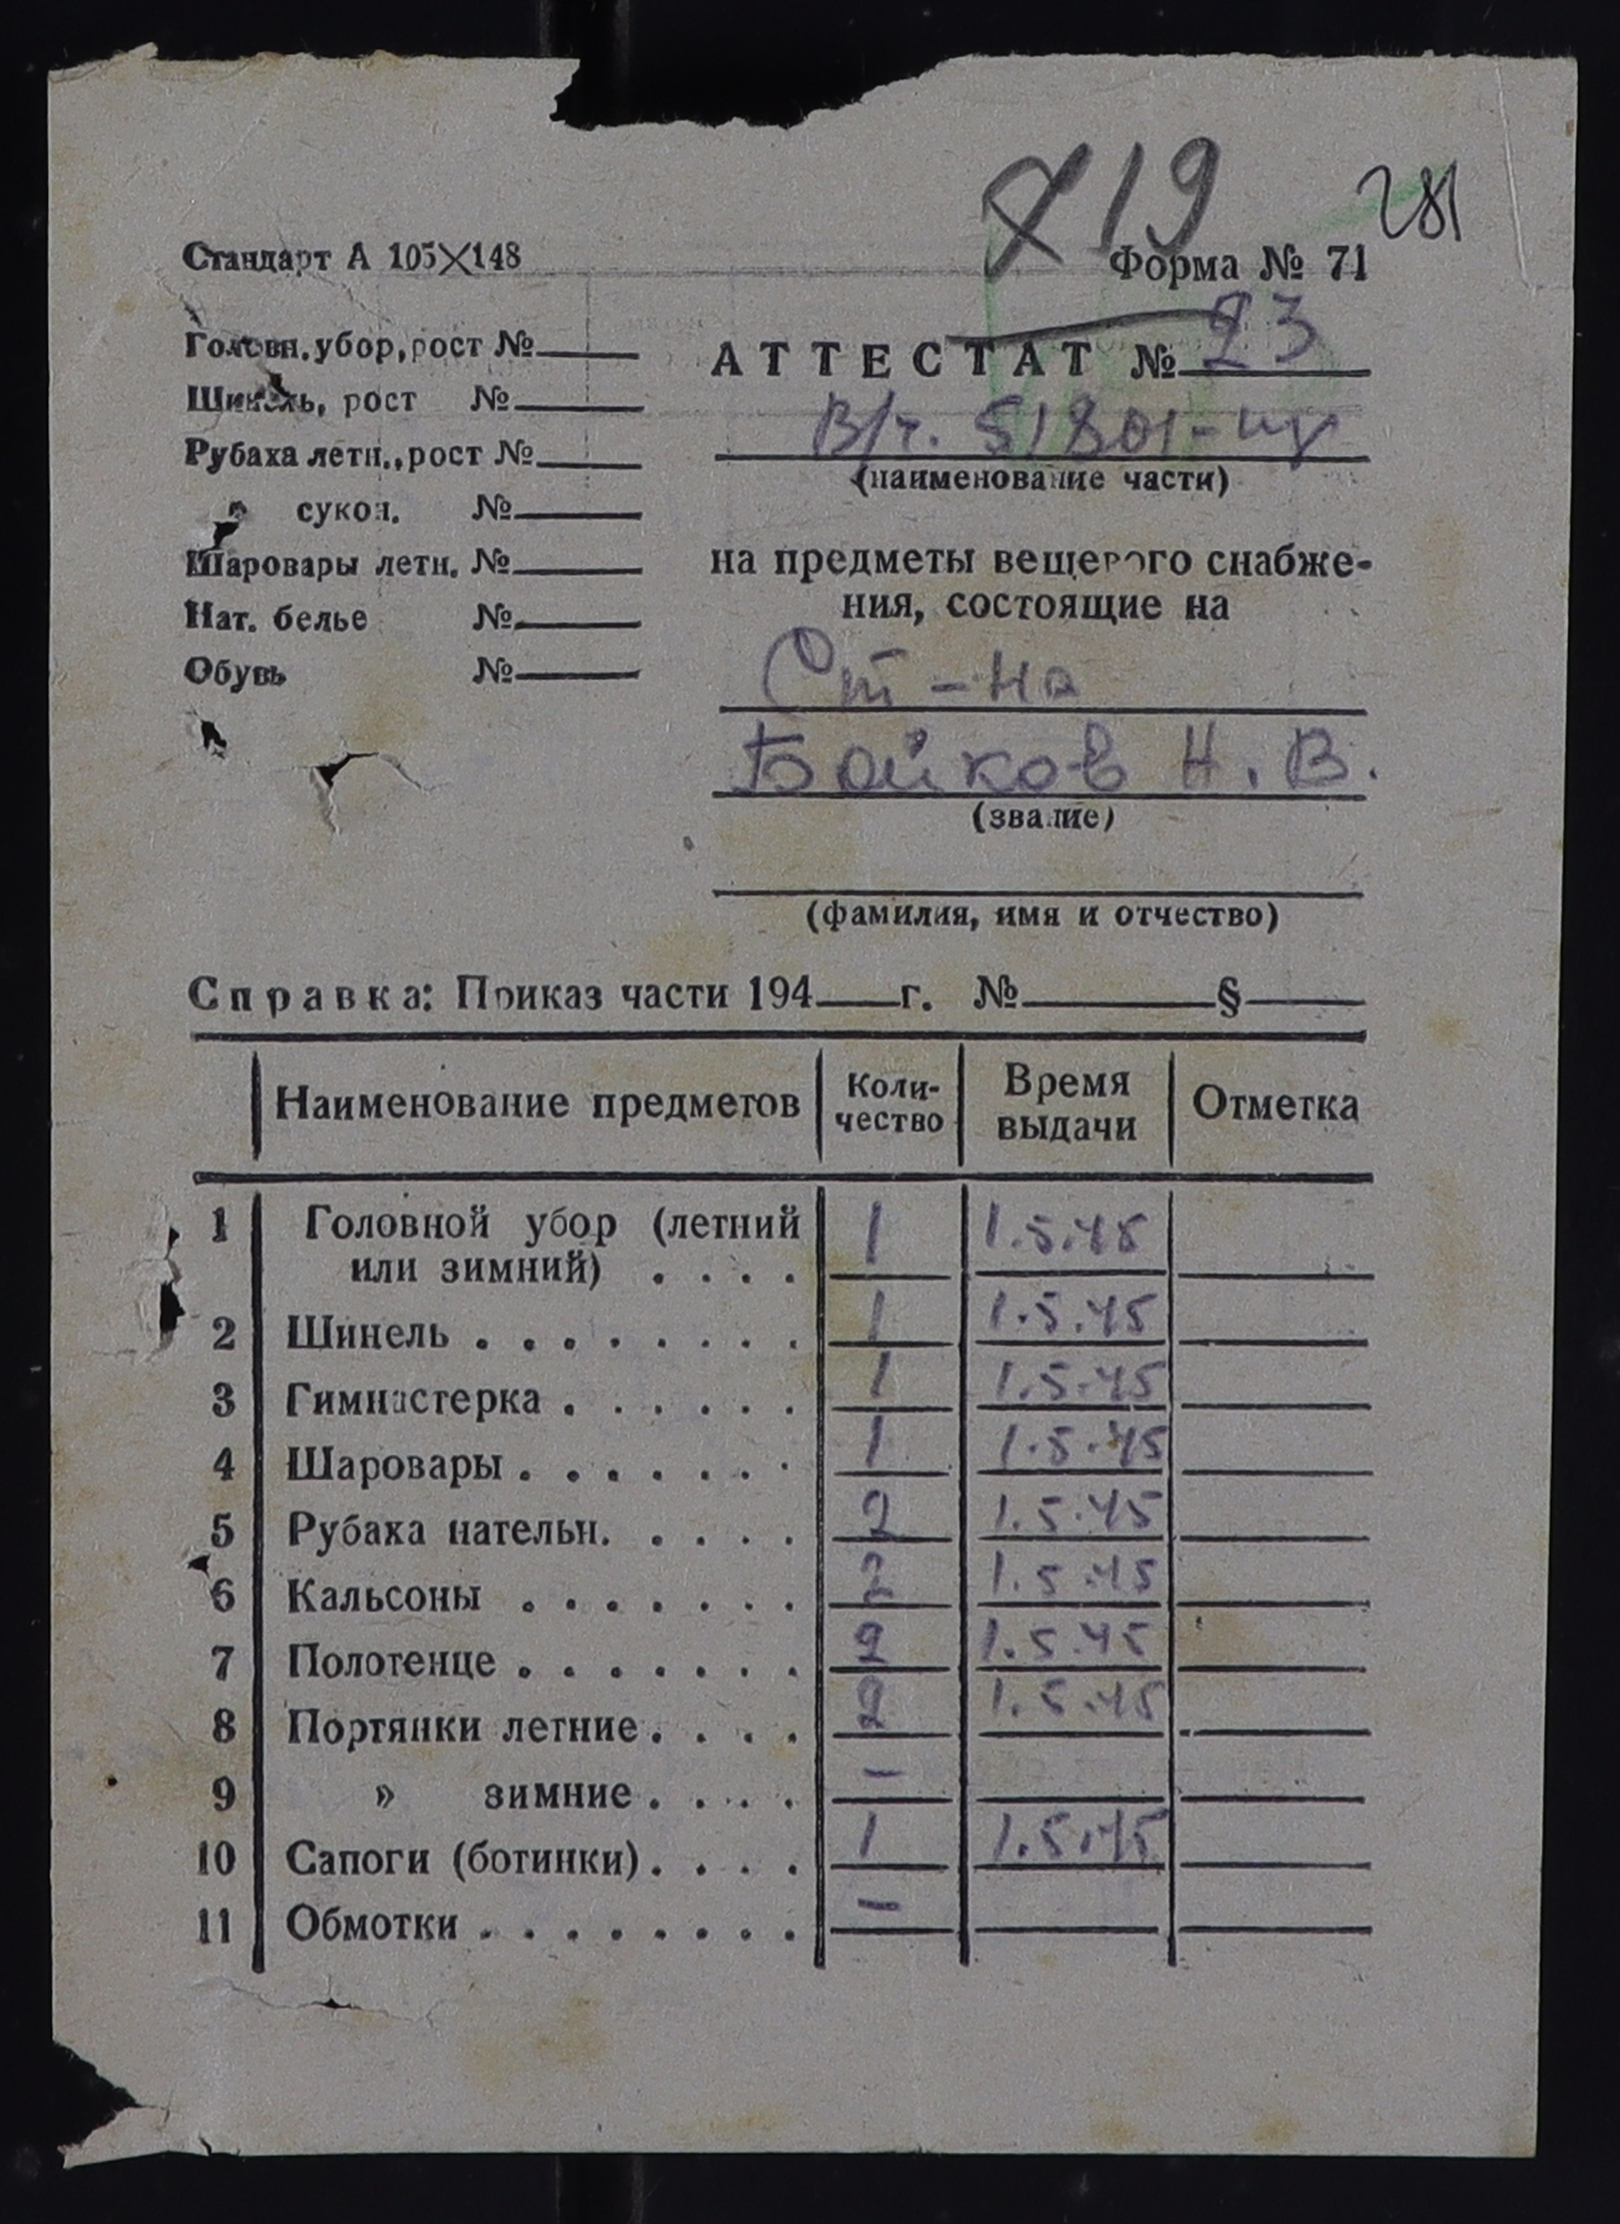 19
281
Стандарт А 105×148
Форма № 71
Головн. убор, рост №
Шинель, рост №
Рубаха летн., рост №
» сукон. №
Шаровары летн. №
Нат. белье №
Обувь №
АТТЕСТАТ № 23
В/ч. 51801-
(наименование части)
на предметы вещевого снабже-
ния, состоящие на
Ст-на
Бойков Н. В.
(звание)
(фамилия, имя и отчество)
Справка: Приказ части 194 г. № §
Наименование предметов Коли-чество Время выдачи Отметка
1 Головной убор (летний
или зимний) . . . . 1 1.5.45
2 Шинель . . . . . . . . 1 1.5.45
3 Гимнастерка . . . . . . 1 1.5.45
4 Шаровары . . . . . . . 1 1.5.45
5 Рубаха нательн. . . . . 2 1.5.45
6 Кальсоны . . . . . . . 2 1.5.45
7 Полотенце . . . . . . . 2 1.5.45
8 Портянки летние . . . . 2 1.5.45
9 » зимние . . . . –
10 Сапоги (ботинки) . . . . 1 1.5.45
11 Обмотки . . . . . . . . –